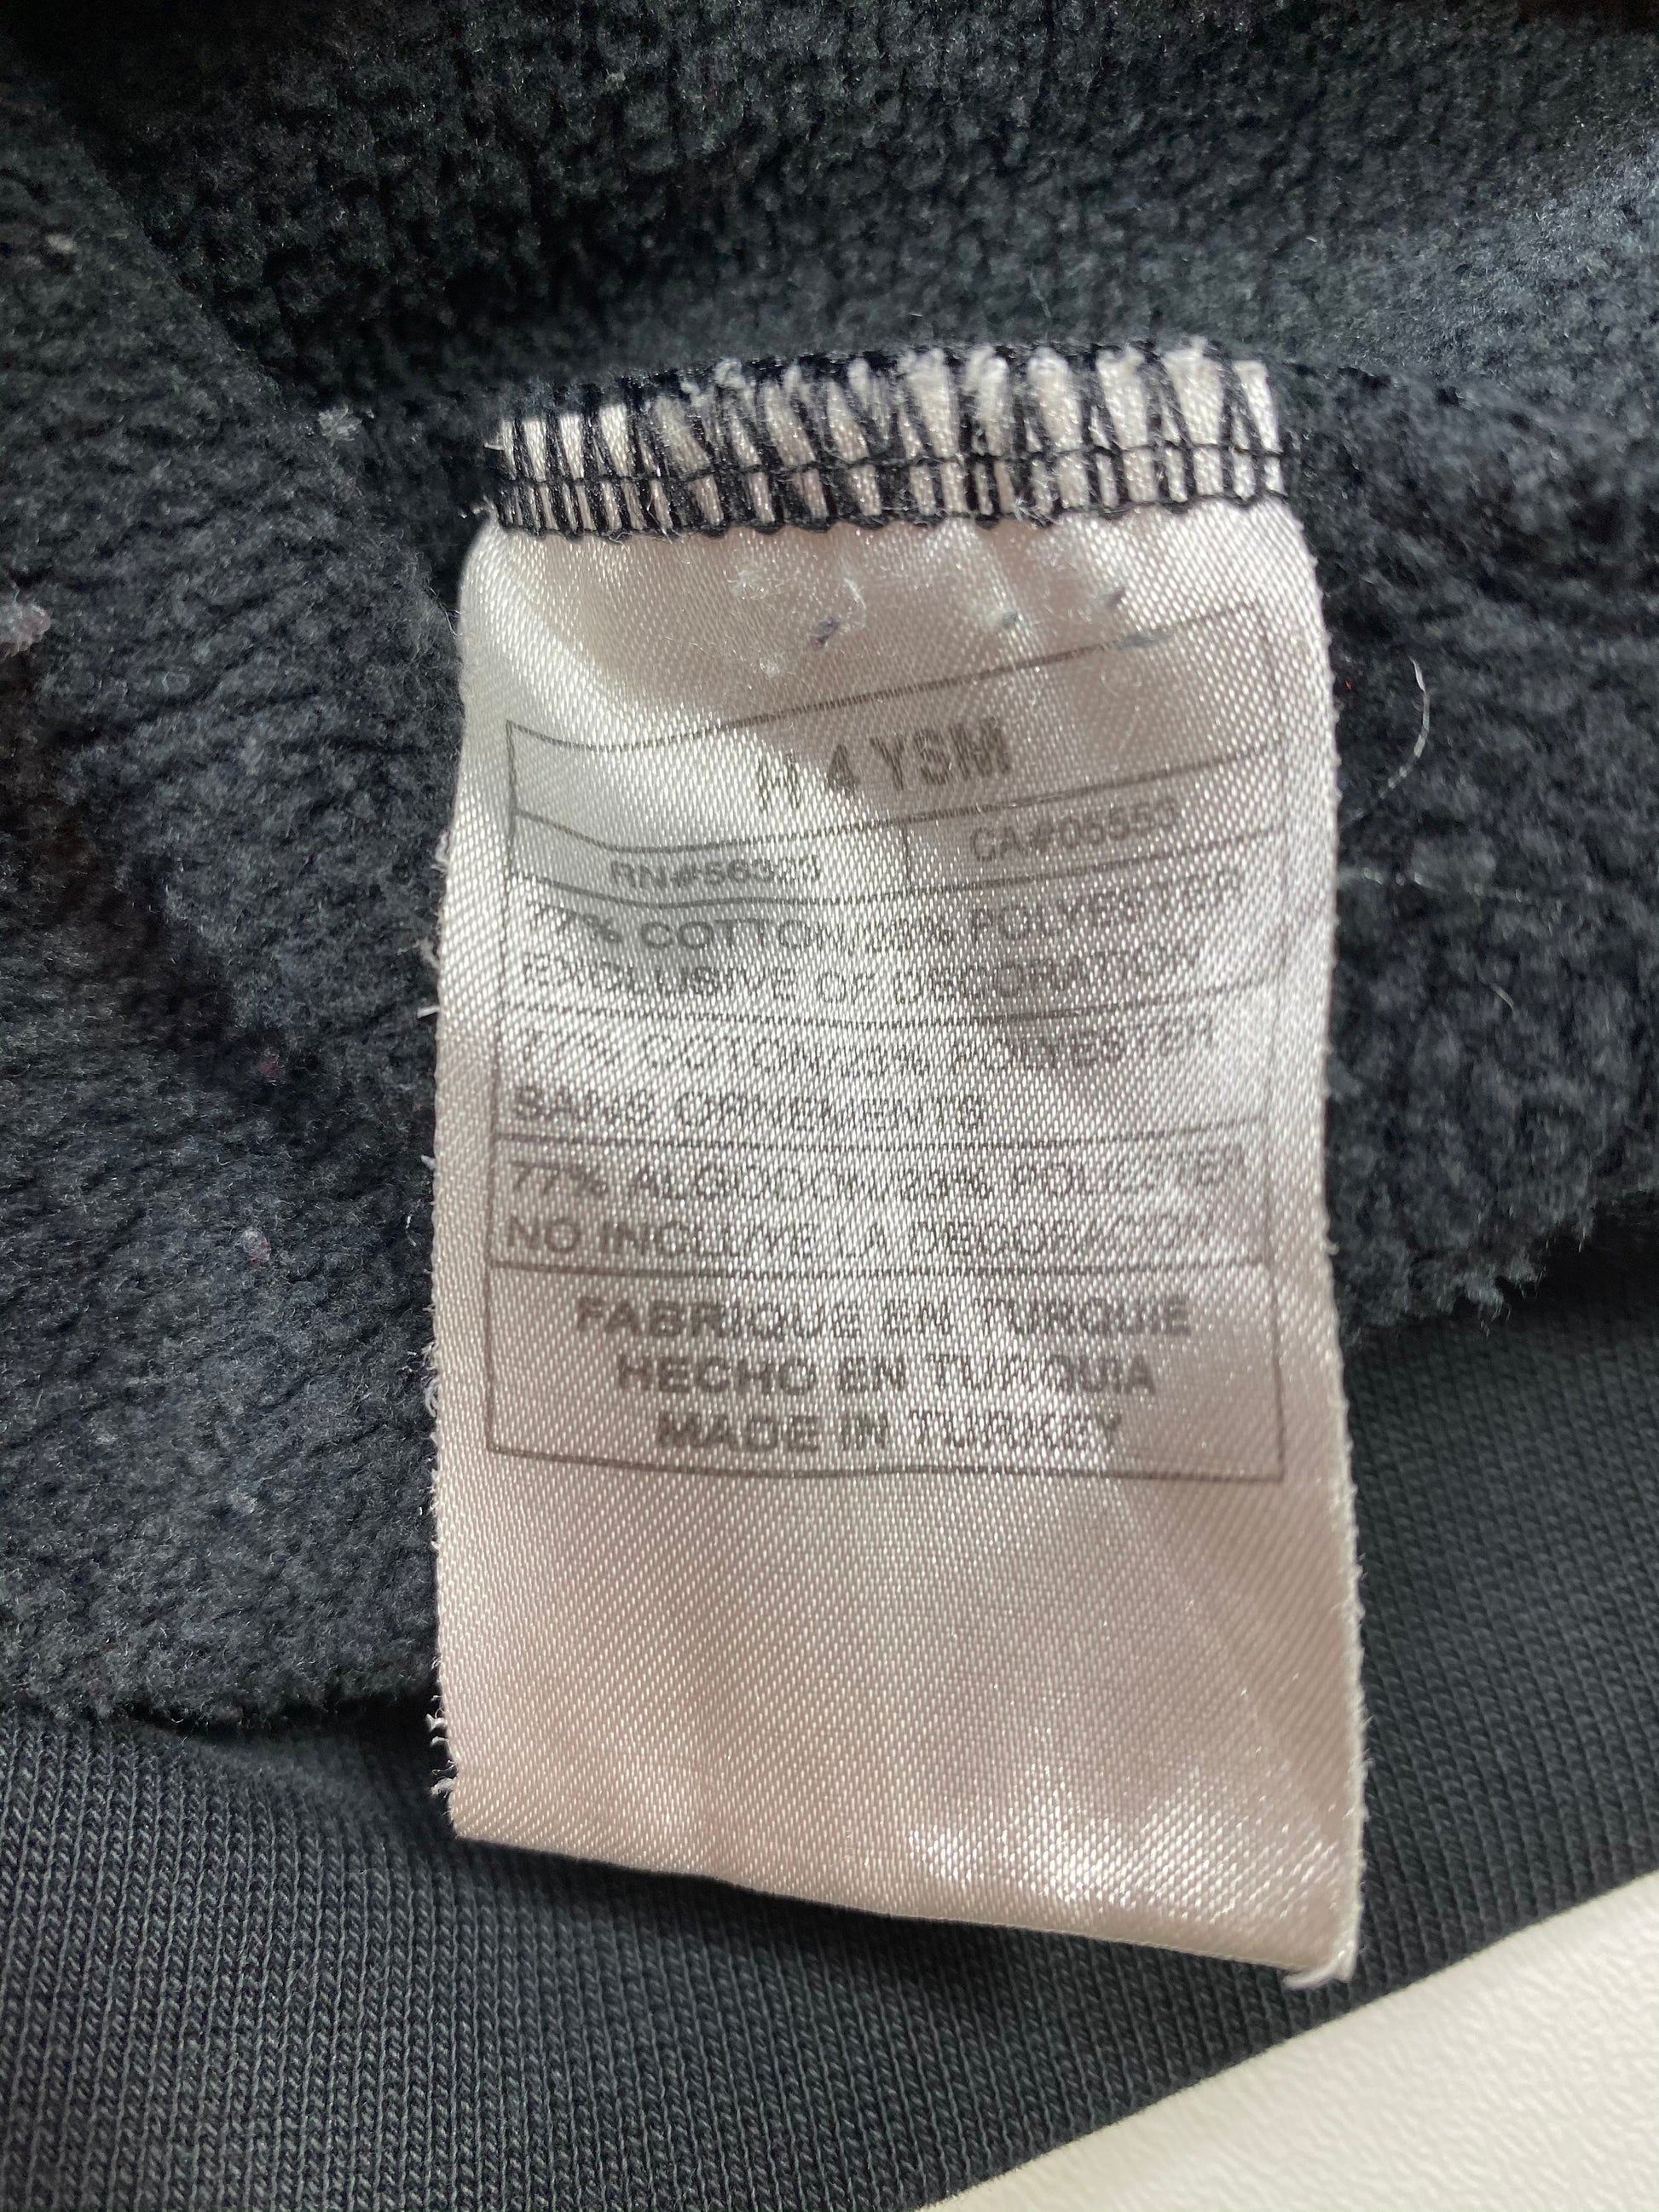 4 YSM
RN#56323 CA#05553
77% COTTON/23% POLYESTER
EXCLUSIVE OF DECORATION
77% COTON/23% POLYESTER
SANS ORNEMENTS
77% ALGODON/23% POLIESTER
NO INCLUYE LA DECORACION
FABRIQUE EN TURQUIE
HECHO EN TURQUIA
MADE IN TURKEY